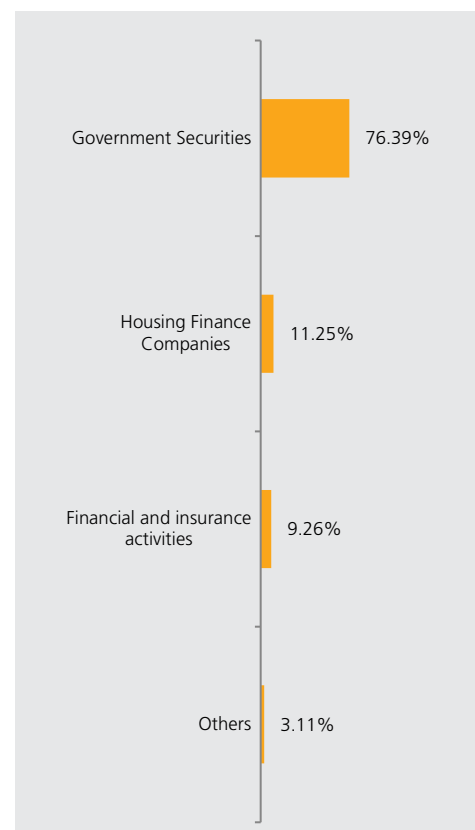 Government Securities 76.39%
Housing Finance
Companies
11.25%
Financial and insurance
activities
9.26%
Others 3.11%